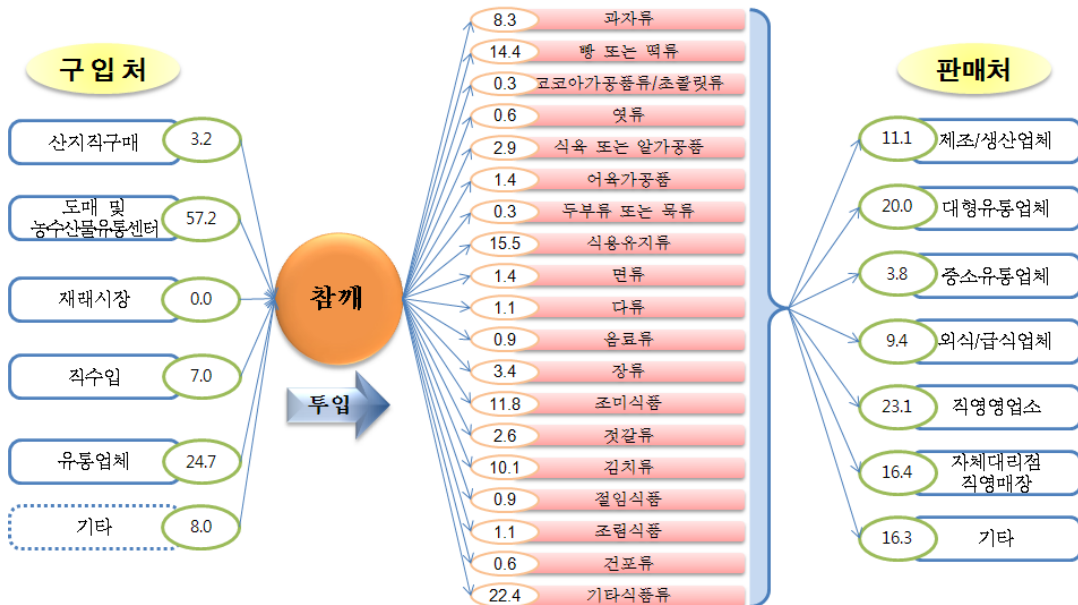 구입처
산지직구매
3.2
도매 및
농수산물유통센터
57.2
재래시장
0.0
직수입
7.0
유통업체
24.7
기타
8.0
참깨
투입
8.3
과자류
14.4
빵 또는 떡류
0.3
코코아가공품류/초콜릿류
0.6
엿류
2.9
식육 또는 알가공품
1.4
어육가공품
0.3
두부류 또는 묵류
15.5
식용유지류
1.4
면류
1.1
다류
0.9
음료류
3.4
장류
11.8
조미식품
2.6
젓갈류
10.1
김치류
0.9
절임식품
1.1
조림식품
0.6
건포류
22.4
기타식품류
판매처
11.1
제조/생산업체
20.0
대형유통업체
3.8
중소유통업체
9.4
외식/급식업체
23.1
직영영업소
16.4
자체대리점
직영매장
16.3
기타